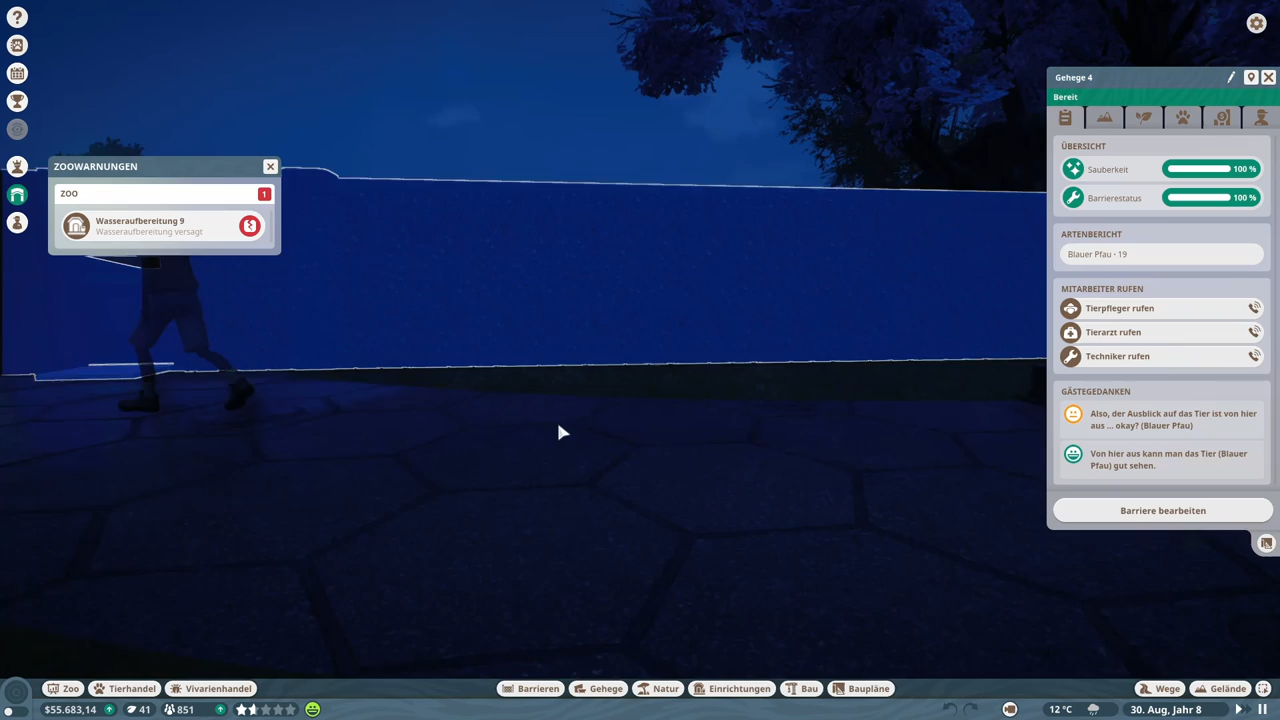 ZOOWARNUNGEN
ZOO
1
Wasseraufbereitung 9
Wasseraufbereitung versagt
Gehege 4
Bereit
ÜBERSICHT
Sauberkeit
100 %
Barrierestatus
100 %
ARTENBERICHT
Blauer Pfau - 19
MITARBEITER RUFEN
Tierpfleger rufen
Tierarzt rufen
Techniker rufen
GÄSTEGEDANKEN
Also, der Ausblick auf das Tier ist von hier
aus ... okay? (Blauer Pfau)
Von hier aus kann man das Tier (Blauer
Pfau) gut sehen.
Barriere bearbeiten
Zoo
Tierhandel
Vivarienhandel
Barrieren
Gehege
Natur
Einrichtungen
Bau
Baupläne
Wege
Gelände
$55.683,14
41
851
12 °C
30. Aug, Jahr 8